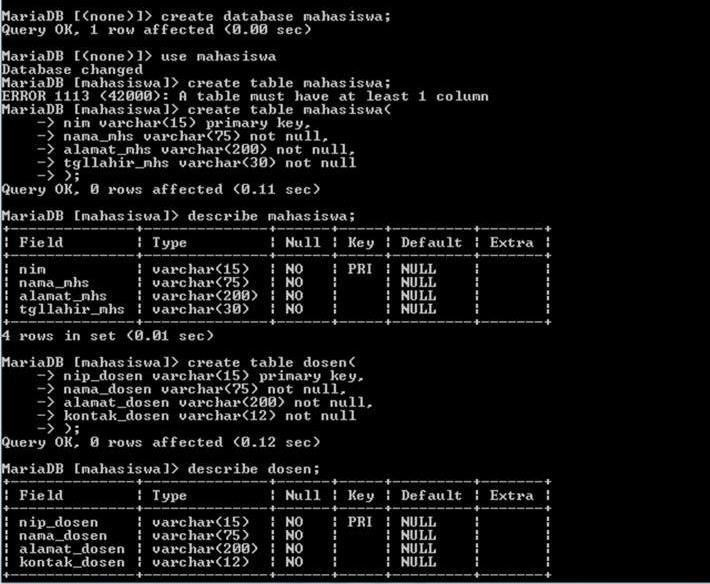 MariaDB [(none)]> create database mahasiswa;
Query OK, 1 row affected (0.00 sec)
MariaDB [(none)]> use mahasiswa
Database changed
MariaDB [mahasiswa]> create table mahasiswa;
ERROR 1113 (42000): A table must have at least 1 column
MariaDB [mahasiswa]> create table mahasiswa(
-> nim varchar(15) primary key,
-> nama_mhs varchar(75) not null,
-> alamat_mhs varchar(200) not null,
-> tgllahir_mhs varchar(30) not null
-> );
Query OK, 0 rows affected (0.11 sec)
MariaDB [mahasiswa]> describe mahasiswa;
+--------------+--------------+------+-----+---------+-------+
| Field | Type | Null | Key | Default | Extra |
+--------------+--------------+------+-----+---------+-------+
| nim | varchar(15) | NO | PRI | NULL | |
| nama_mhs | varchar(75) | NO | | NULL | |
| alamat_mhs | varchar(200) | NO | | NULL | |
| tgllahir_mhs | varchar(30) | NO | | NULL | |
+--------------+--------------+------+-----+---------+-------+
4 rows in set (0.01 sec)
MariaDB [mahasiswa]> create table dosen(
-> nip_dosen varchar(15) primary key,
-> nama_dosen varchar(75) not null,
-> alamat_dosen varchar(200) not null,
-> kontak_dosen varchar(12) not null
-> );
Query OK, 0 rows affected (0.12 sec)
MariaDB [mahasiswa]> describe dosen;
+--------------+--------------+------+-----+---------+-------+
| Field | Type | Null | Key | Default | Extra |
+--------------+--------------+------+-----+---------+-------+
| nip_dosen | varchar(15) | NO | PRI | NULL | |
| nama_dosen | varchar(75) | NO | | NULL | |
| alamat_dosen | varchar(200) | NO | | NULL | |
| kontak_dosen | varchar(12) | NO | | NULL | |
+--------------+--------------+------+-----+---------+-------+